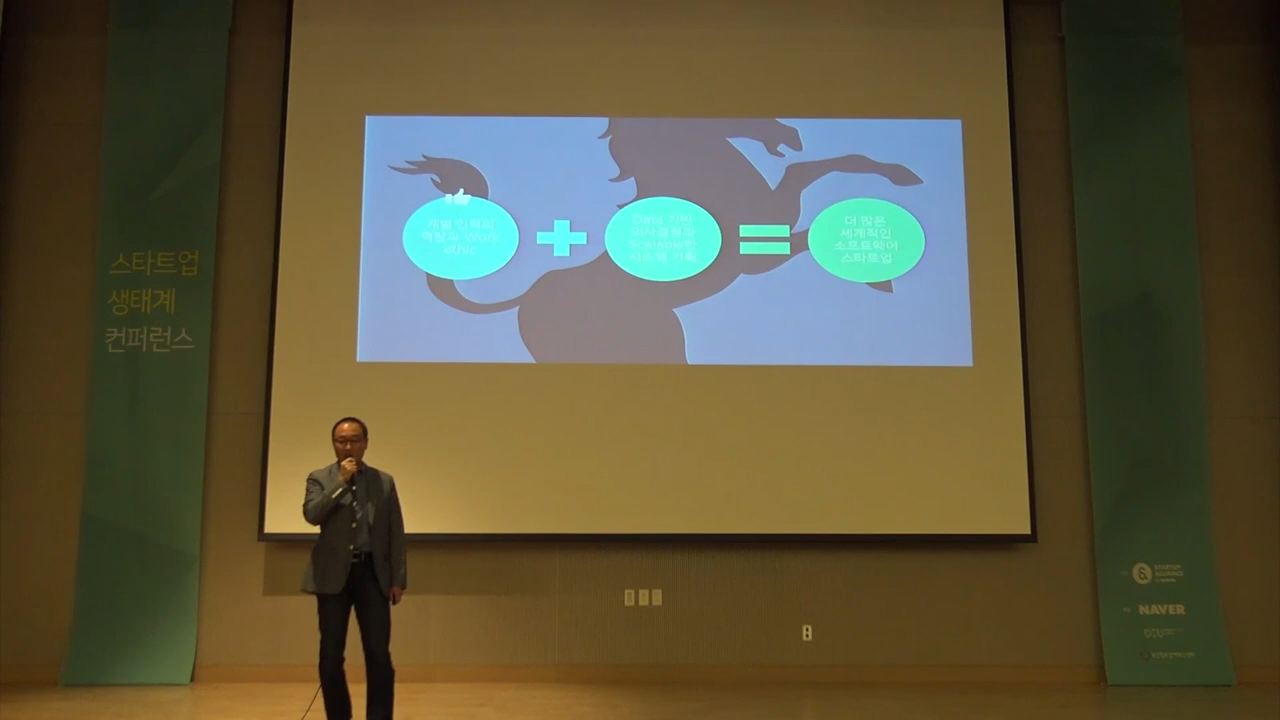 스타트업
생태계
컨퍼런스
개별 인력의
역량과 Work
ethic
Data 기반
의사결정과
Scalable한
시스템 기획
더 많은
세계적인
소프트웨어
스타트업
&
STARTUP
ALLIANCE
NAVER